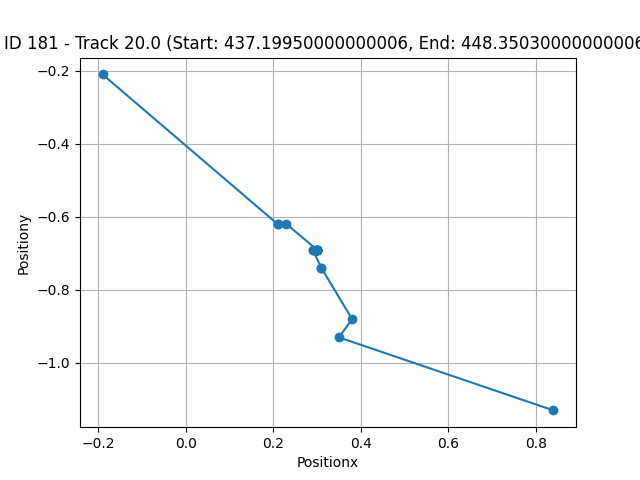 ID 181 - Track 20.0 (Start: 437.19950000000006, End: 448.35030000000006
−0.2
−0.4
−0.6
−0.8
−1.0
Positiony
−0.2 0.0 0.2 0.4 0.6 0.8
Positionx